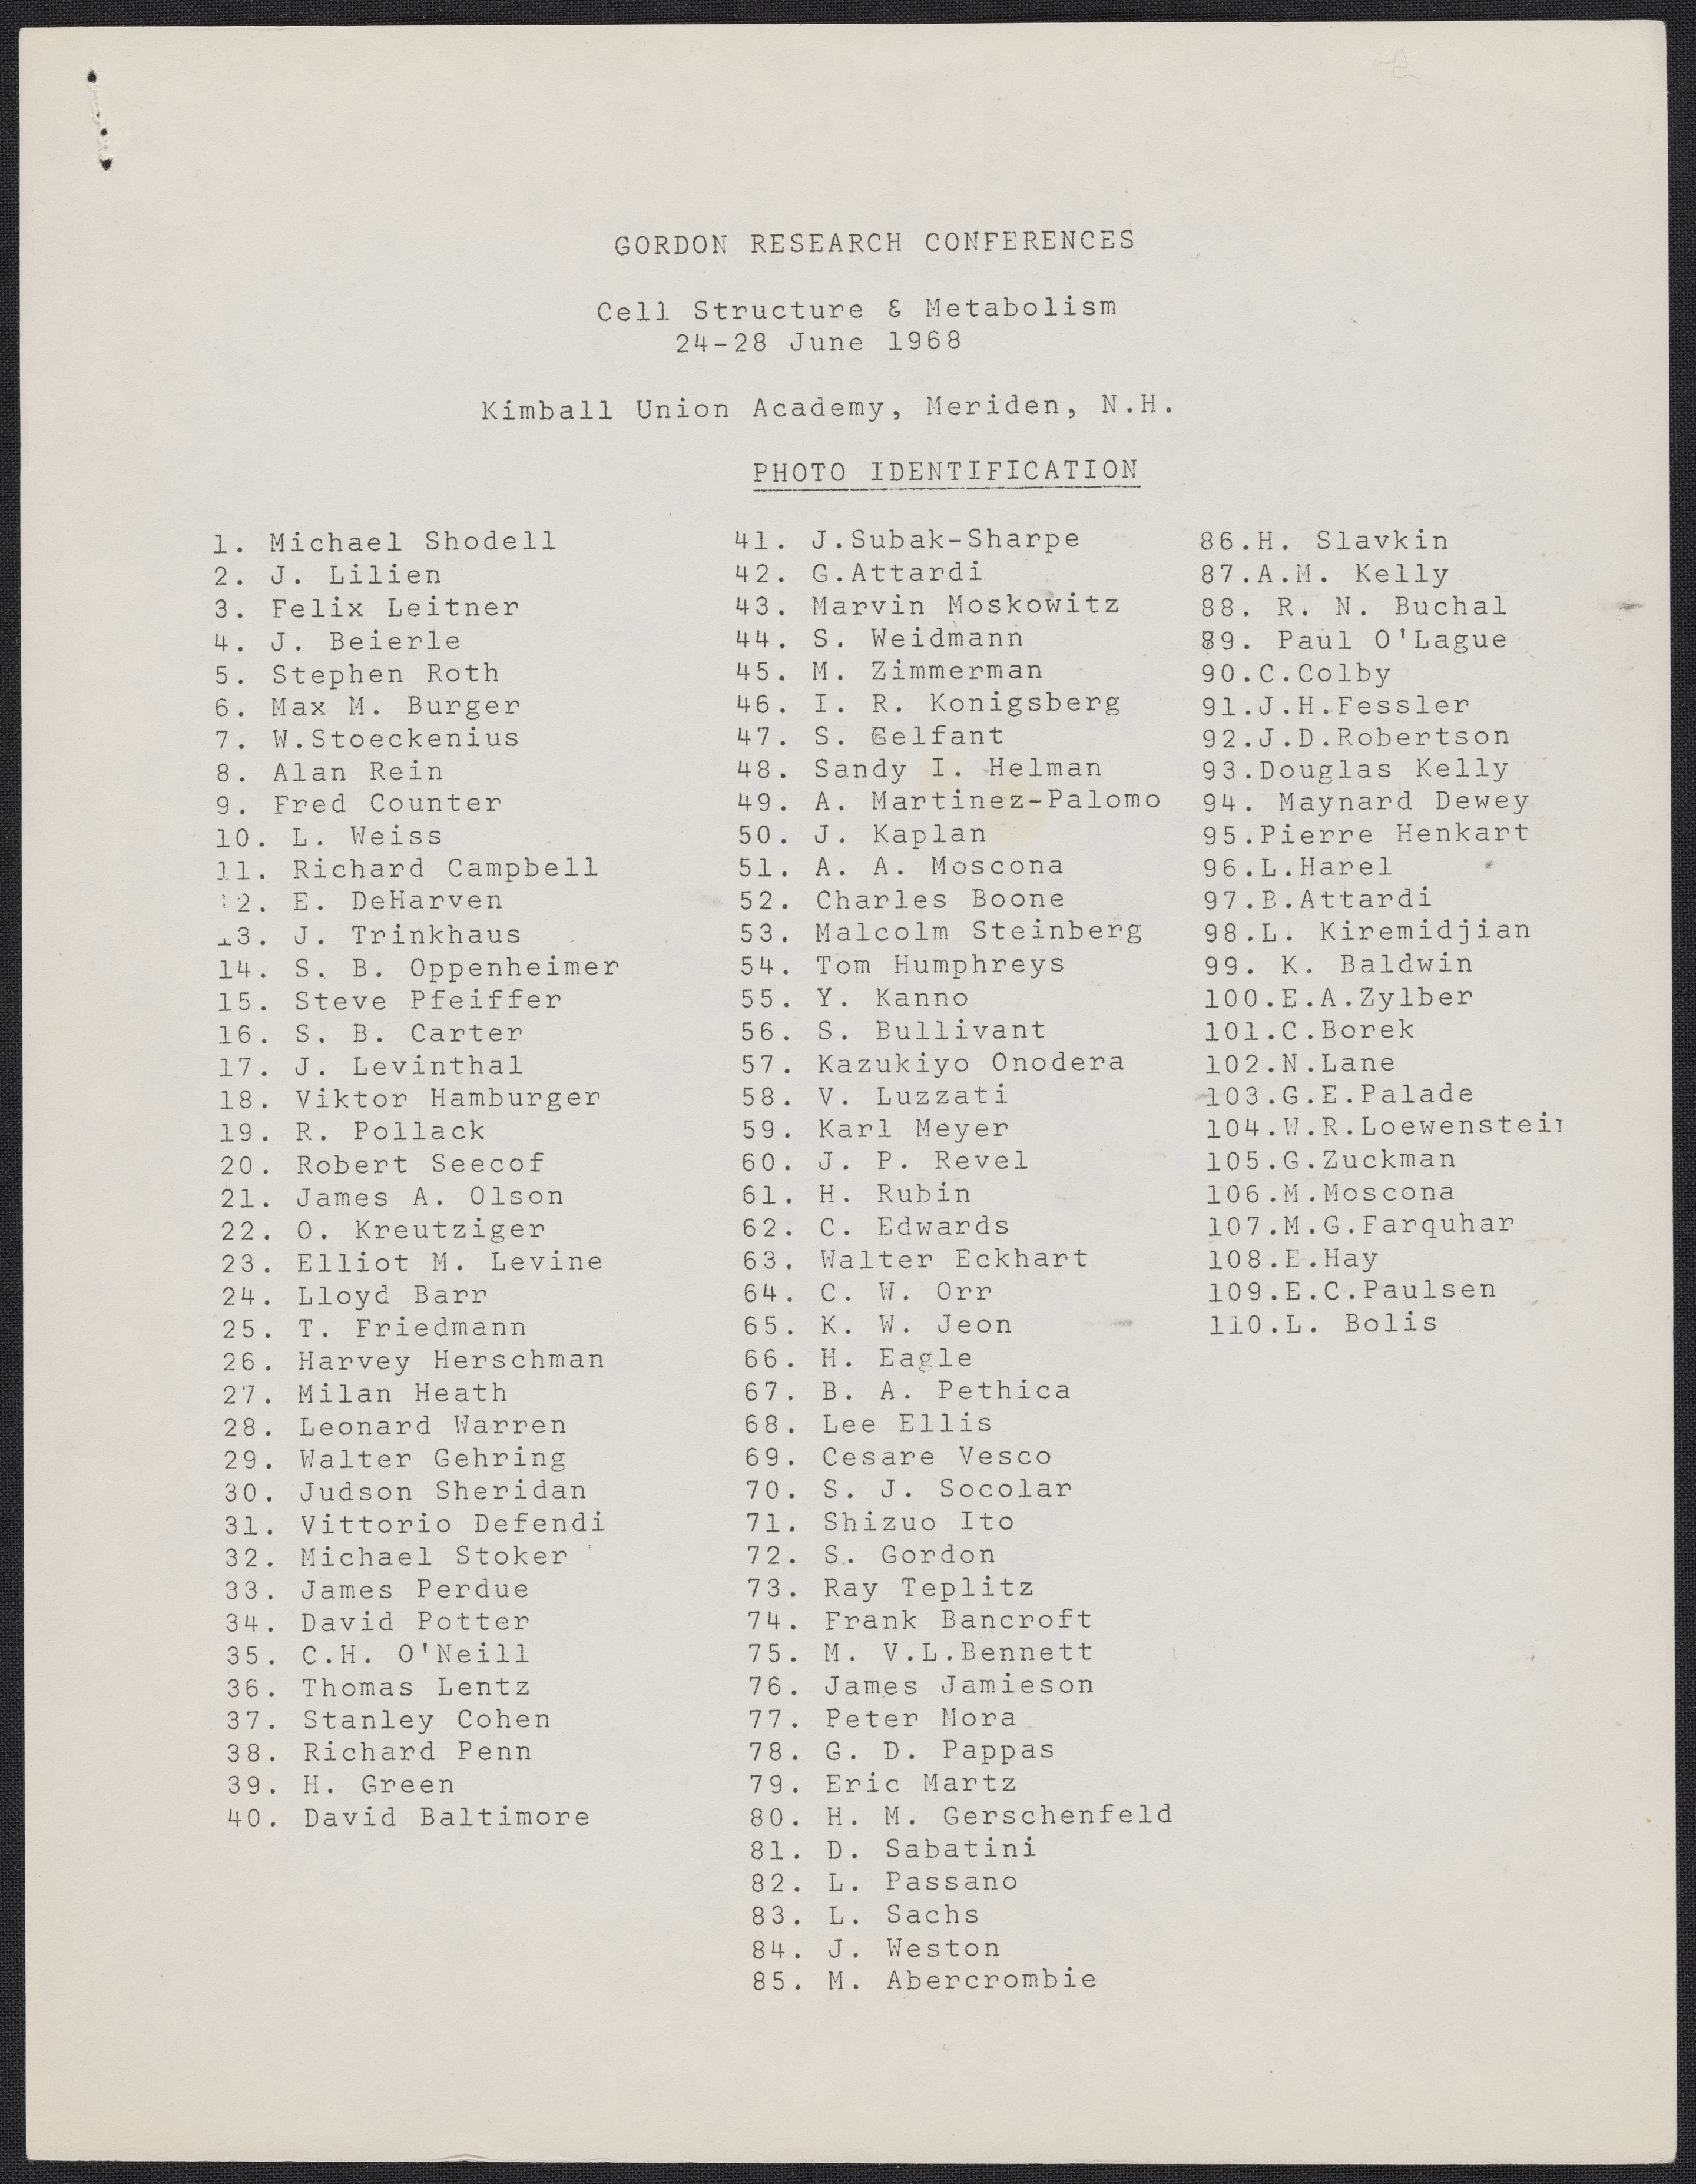 GORDON RESEARCH CONFERENCES
Cell Structure & Metabolism
24-28 June 1968
Kimball Union Academy, Meriden, N.H.
PHOTO IDENTIFICATION
1. Michael Shodell
2. J. Lilien
3. Felix Leitner
4. J. Beierle
5. Stephen Roth
6. Max M. Burger
7. W.Stoeckenius
8. Alan Rein
9. Fred Counter
10. L. Weiss
11. Richard Campbell
12. E. DeHarven
13. J. Trinkhaus
14. S. B. Oppenheimer
15. Steve Pfeiffer
16. S. B. Carter
17. J. Levinthal
18. Viktor Hamburger
19. R. Pollack
20. Robert Seecof
21. James A. Olson
22. O. Kreutziger
23. Elliot M. Levine
24. Lloyd Barr
25. T. Friedmann
26. Harvey Herschman
27. Milan Heath
28. Leonard Warren
29. Walter Gehring
30. Judson Sheridan
31. Vittorio Defendi
32. Michael Stoker
33. James Perdue
34. David Potter
35. C.H. O'Neill
36. Thomas Lentz
37. Stanley Cohen
38. Richard Penn
39. H. Green
40. David Baltimore
41. J.Subak-Sharpe
42. G.Attardi
43. Marvin Moskowitz
44. S. Weidmann
45. M. Zimmerman
46. I. R. Konigsberg
47. S. Gelfant
48. Sandy I. Helman
49. A. Martinez-Palomo
50. J. Kaplan
51. A. A. Moscona
52. Charles Boone
53. Malcolm Steinberg
54. Tom Humphreys
55. Y. Kanno
56. S. Bullivant
57. Kazukiyo Onodera
58. V. Luzzati
59. Karl Meyer
60. J. P. Revel
61. H. Rubin
62. C. Edwards
63. Walter Eckhart
64. C. W. Orr
65. K. W. Jeon
66. H. Eagle
67. B. A. Pethica
68. Lee Ellis
69. Cesare Vesco
70. S. J. Socolar
71. Shizuo Ito
72. S. Gordon
73. Ray Teplitz
74. Frank Bancroft
75. M. V.L.Bennett
76. James Jamieson
77. Peter Mora
78. G. D. Pappas
79. Eric Martz
80. H. M. Gerschenfeld
81. D. Sabatini
82. L. Passano
83. L. Sachs
84. J. Weston
85. M. Abercrombie
86.H. Slavkin
87.A.M. Kelly
88. R. N. Buchal
89. Paul O'Lague
90.C.Colby
91.J.H.Fessler
92.J.D.Robertson
93.Douglas Kelly
94. Maynard Dewey
95.Pierre Henkart
96.L.Harel
97.B.Attardi
98.L. Kiremidjian
99. K. Baldwin
100.E.A.Zylber
101.C.Borek
102.N.Lane
103.G.E.Palade
104.W.R.Loewenstein
105.G.Zuckman
106.M.Moscona
107.M.G.Farquhar
108.E.Hay
109.E.C.Paulsen
110.L. Bolis